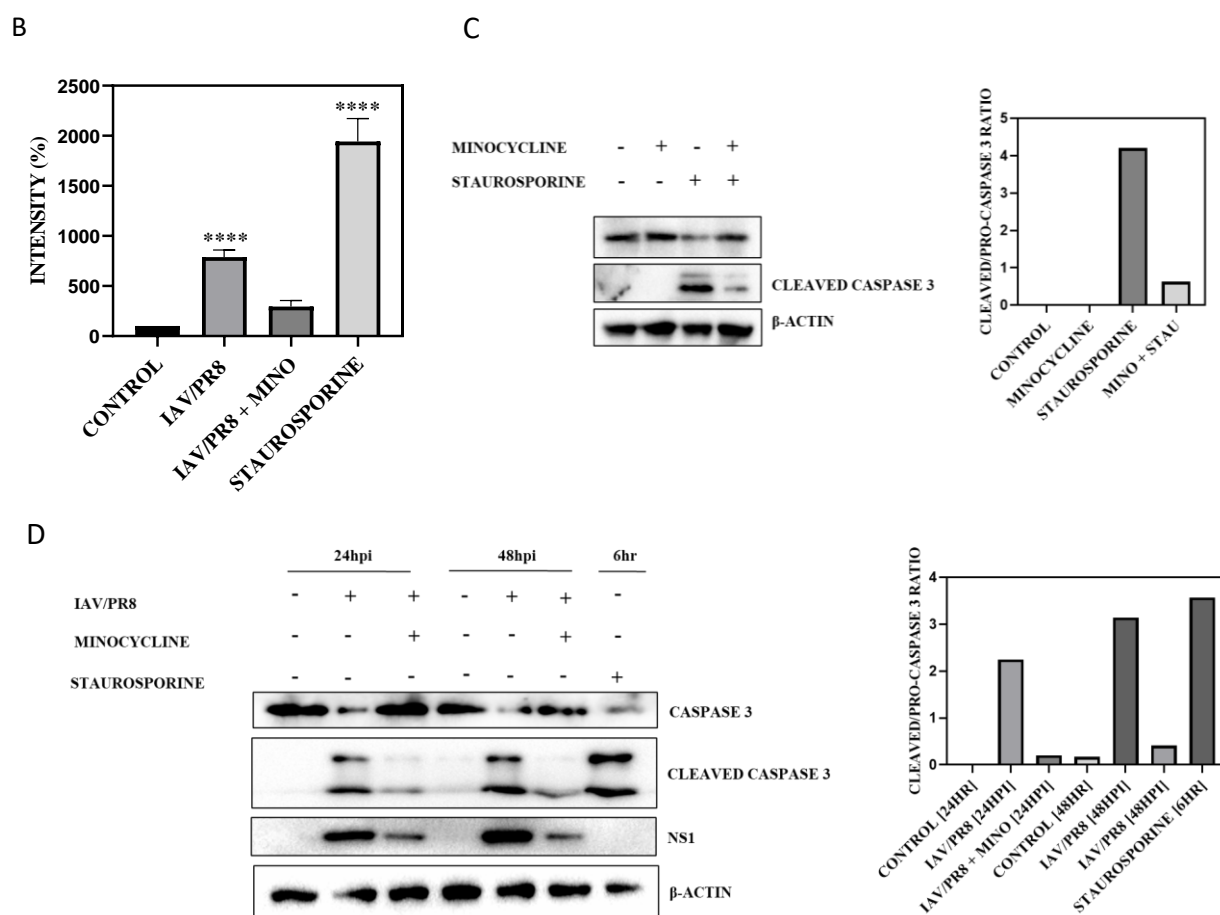 B
2500
2000
1500
1000
500
0
INTENSITY (%)
****
****
CONTROL
IAV/PR8
IAV/PR8 + MINO
STAUROSPORINE
C
MINOCYCLINE - + - +
STAUROSPORINE - - + +
CLEAVED CASPASE 3
β-ACTIN
5
4
3
2
1
0
CLEAVED/PRO-CASPASE 3 RATIO
CONTROL
MINOCYCLINE
STAUROSPORINE
MINO + STAU
D
24hpi 48hpi 6hr
IAV/PR8 - + + - + + -
MINOCYCLINE - - + - - + -
STAUROSPORINE - - - - - - +
CASPASE 3
CLEAVED CASPASE 3
NS1
β-ACTIN
4
3
2
1
0
CLEAVED/PRO-CASPASE 3 RATIO
CONTROL [24HR]
IAV/PR8 [24HPI]
IAV/PR8 + MINO [24HPI]
CONTROL [48HR]
IAV/PR8 [48HPI]
IAV/PR8 [48HPI]
STAUROSPORINE [6HR]